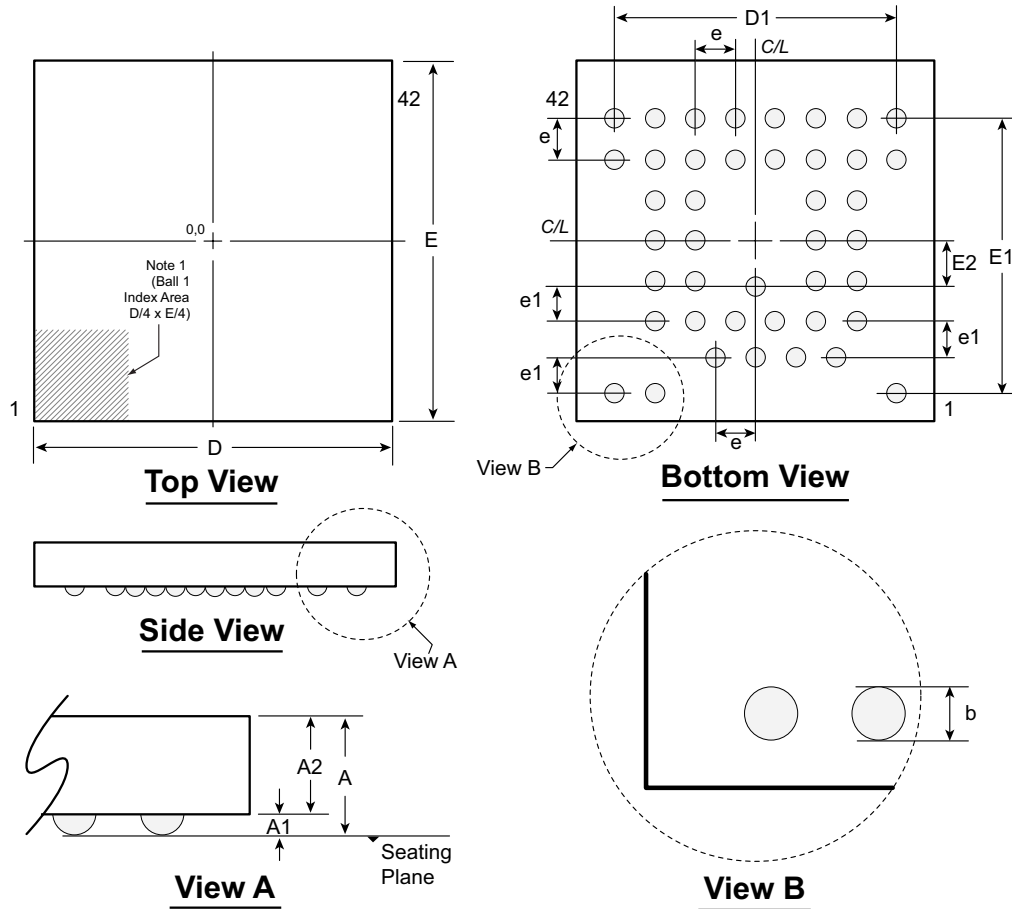 42
0,0
E
Note 1
(Ball 1
Index Area
D/4 x E/4)
1
D
Top View
D1
e
C/L
42
e
C/L
E2
E1
e1
e1
e1
1
e
View B
Bottom View
Side View
View A
A2
A
A1
Seating
Plane
View A
b
View B